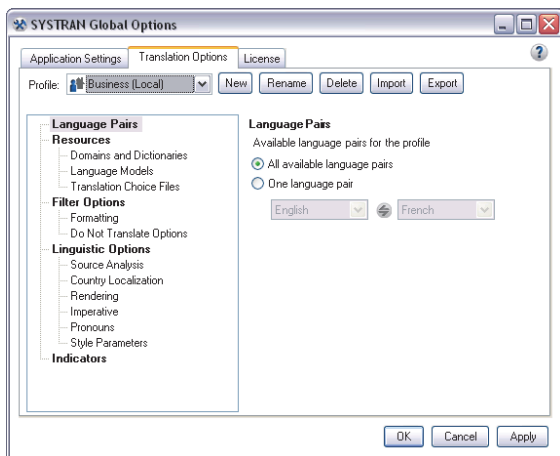 SYSTRAN Global Options
Application Settings Translation Options License
?
Profile: Business (Local) New Rename Delete Import Export
Language Pairs
Resources
Domains and Dictionaries
Language Models
Translation Choice Files
Filter Options
Formatting
Do Not Translate Options
Linguistic Options
Source Analysis
Country Localization
Rendering
Imperative
Pronouns
Style Parameters
Indicators
Language Pairs
Available language pairs for the profile
All available language pairs
One language pair
English French
OK Cancel Apply